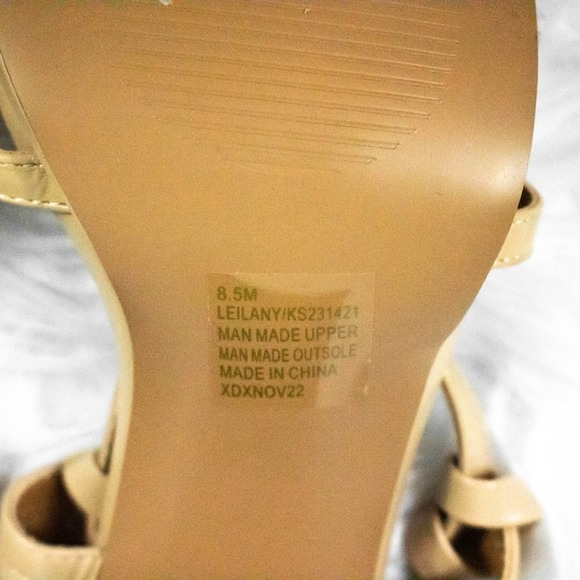 8.5M
LEILANY/KS231421
MAN MADE UPPER
MAN MADE OUTSOLE
MADE IN CHINA
XDXNOV22